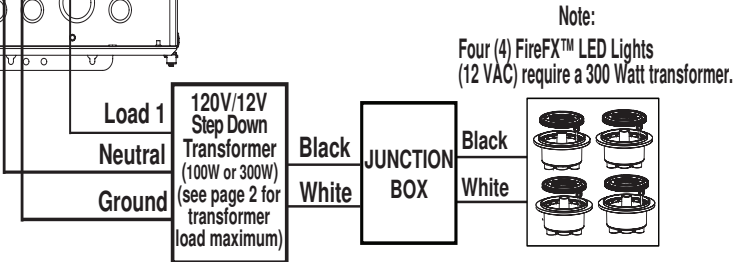 Note:
Four (4) FireFX™ LED Lights
(12 VAC) require a 300 Watt transformer.
Load 1
Neutral
Ground
120V/12V
Step Down
Transformer
(100W or 300W)
(see page 2 for
transformer
load maximum)
Black
White
JUNCTION
BOX
Black
White